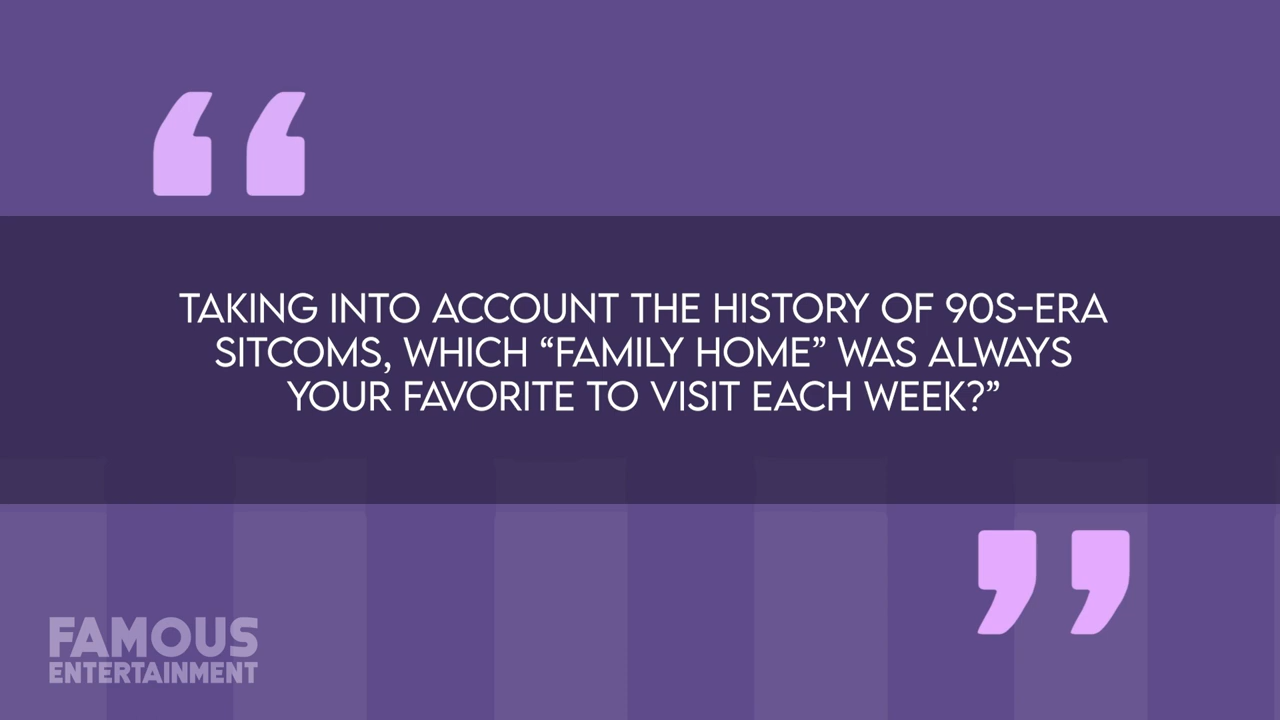 “
TAKING INTO ACCOUNT THE HISTORY OF 90S-ERA
SITCOMS, WHICH “FAMILY HOME” WAS ALWAYS
YOUR FAVORITE TO VISIT EACH WEEK?”
”
FAMOUS
ENTERTAINMENT